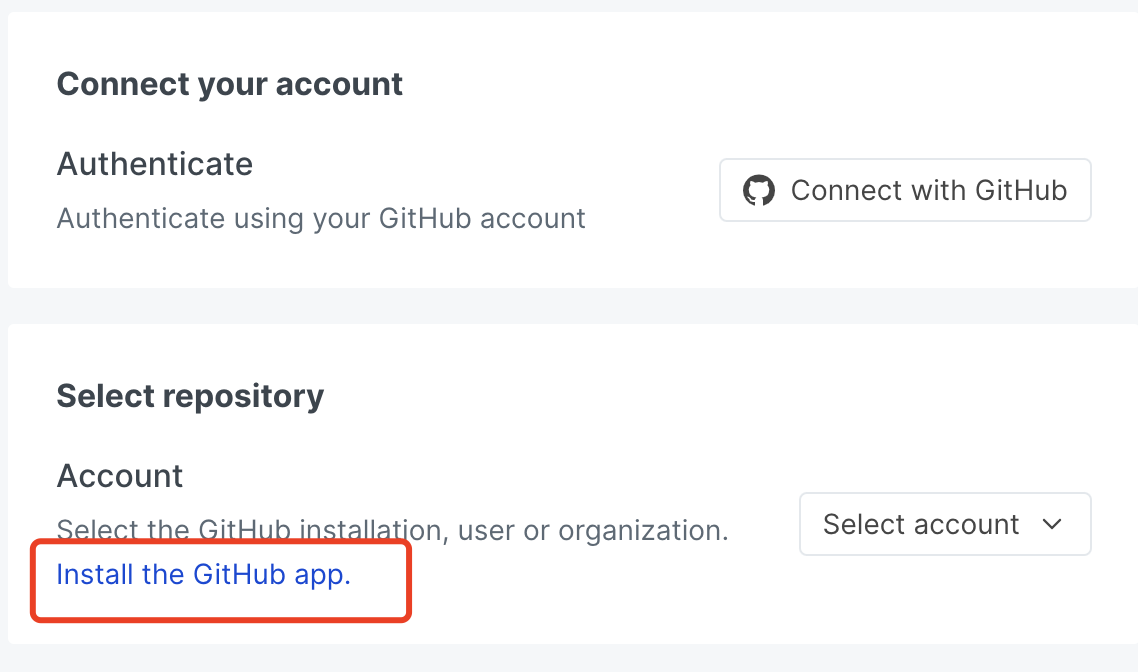 Connect your account
Authenticate
Connect with GitHub
Authenticate using your GitHub account
Select repository
Account
Select the GitHub installation, user or organization.
Select account
Install the GitHub app.